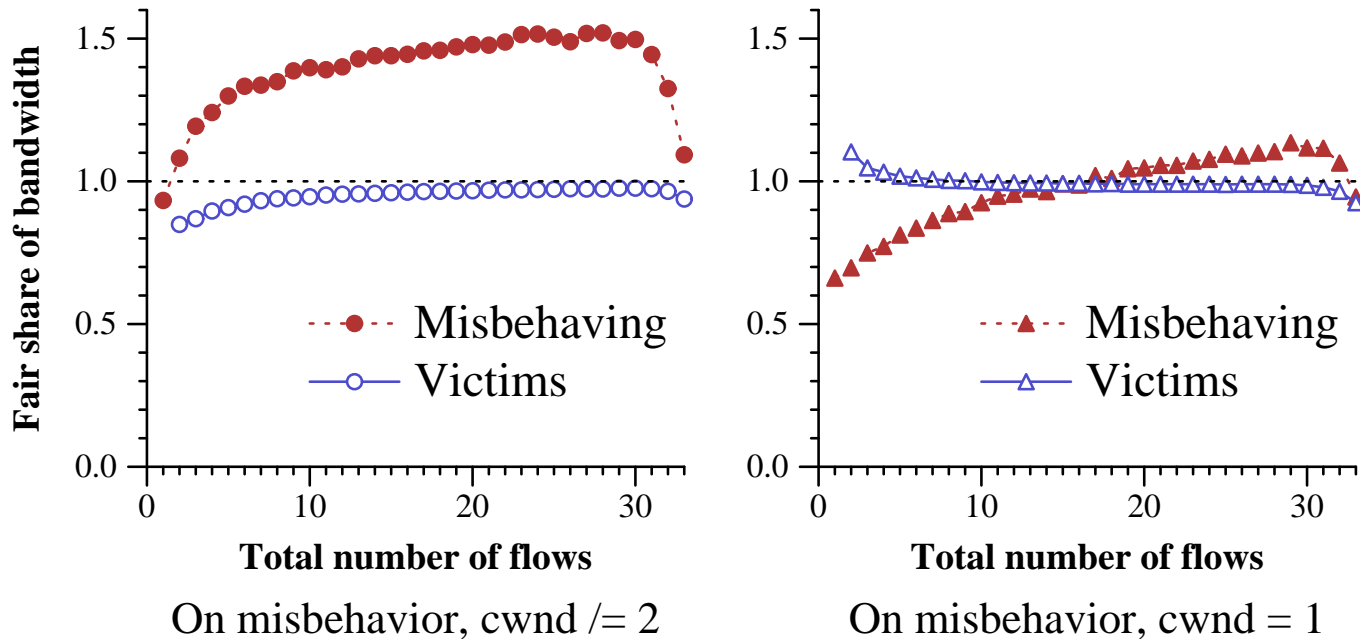 Fair share of bandwidth
1.5
1.0
0.5
0.0
Misbehaving
Victims
0
10
20
30
Total number of flows
On misbehavior, cwnd /= 2
1.5
1.0
0.5
0.0
Misbehaving
Victims
0
10
20
30
Total number of flows
On misbehavior, cwnd = 1